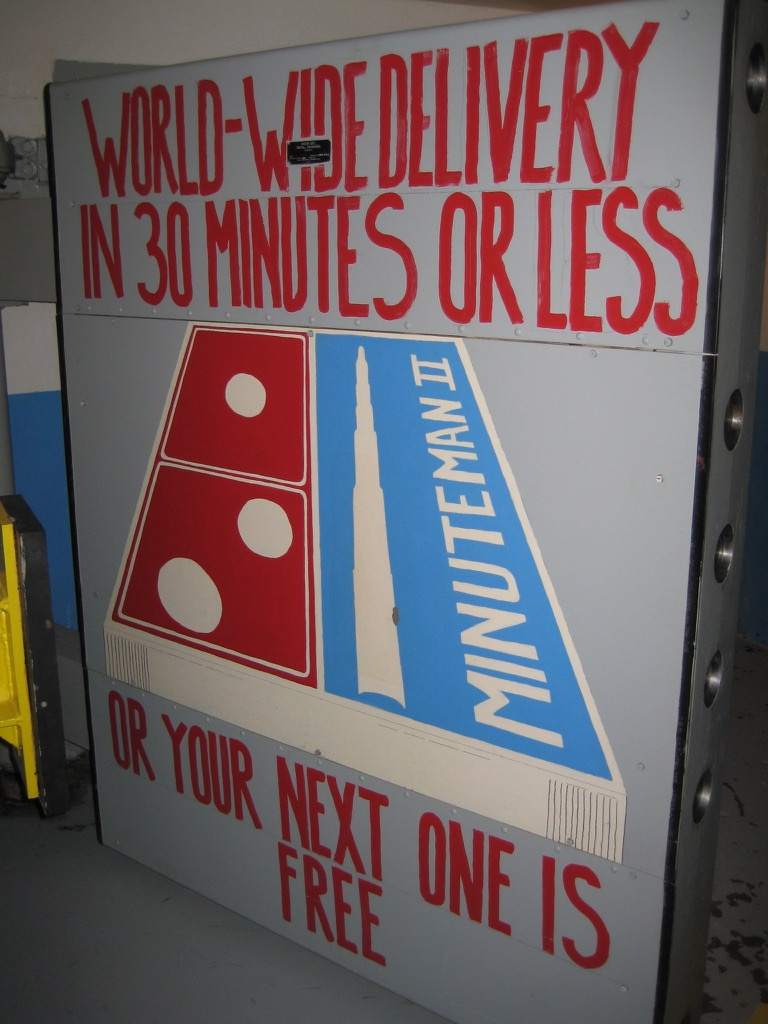 WORLD-WIDE DELIVERY
IN 30 MINUTES OR LESS
MINUTEMAN II
OR YOUR NEXT ONE IS
FREE